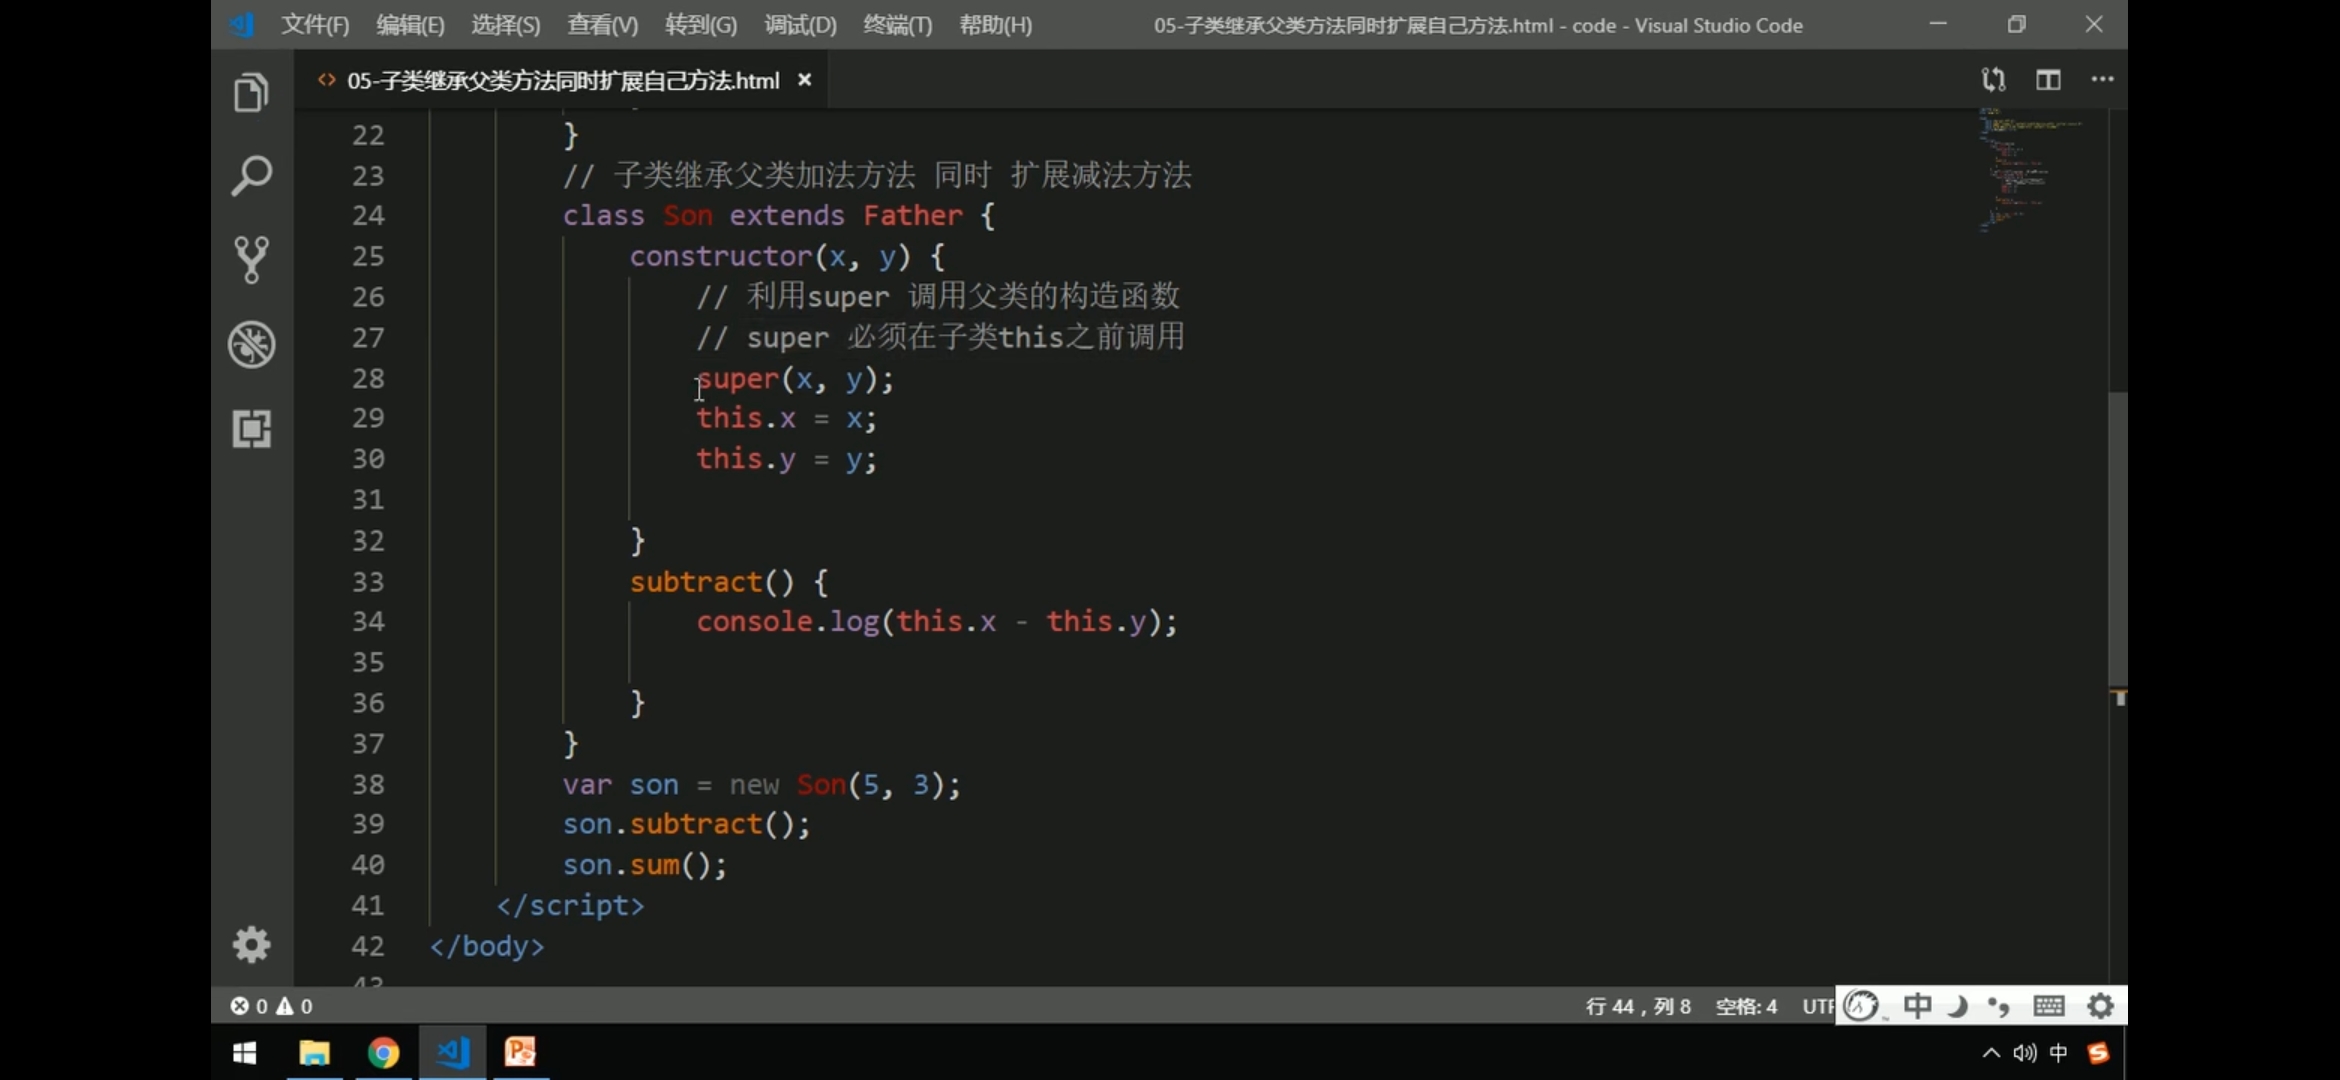 文件(F) 编辑(E) 选择(S) 查看(V) 转到(G) 调试(D) 终端(T) 帮助(H) 05-子类继承父类方法同时扩展自己方法.html - code - Visual Studio Code
<> 05-子类继承父类方法同时扩展自己方法.html ×
22 }
23 // 子类继承父类加法方法 同时 扩展减法方法
24 class Son extends Father {
25 constructor(x, y) {
26 // 利用super 调用父类的构造函数
27 // super 必须在子类this之前调用
28 super(x, y);
29 this.x = x;
30 this.y = y;
31
32 }
33 subtract() {
34 console.log(this.x - this.y);
35
36 }
37 }
38 var son = new Son(5, 3);
39 son.subtract();
40 son.sum();
41 </script>
42 </body>
0 0 行 44，列 8 空格: 4 UTF 中
中